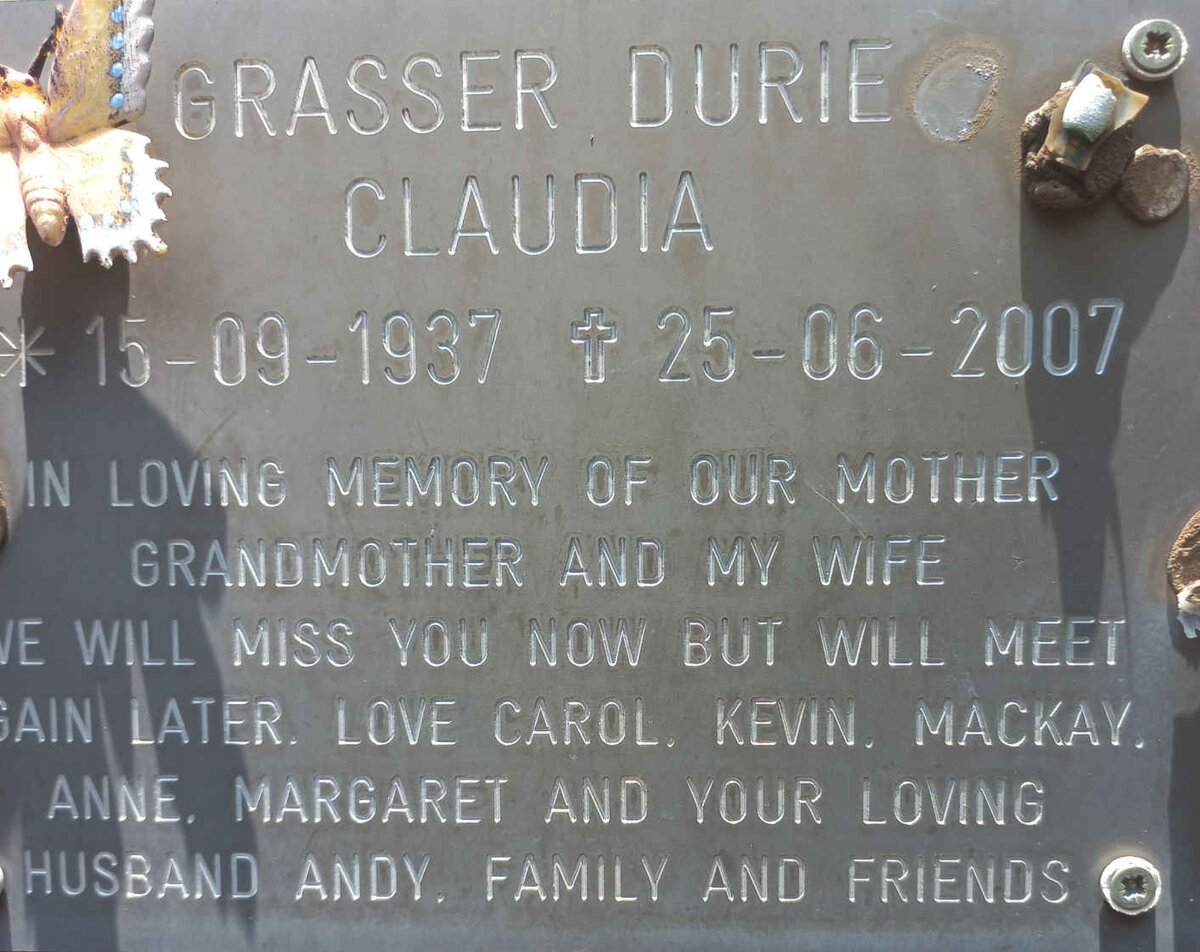 GRASSER DURIE
CLAUDIA
* 15-09-1937 ✝ 25-06-2007
IN LOVING MEMORY OF OUR MOTHER
GRANDMOTHER AND MY WIFE
WE WILL MISS YOU NOW BUT WILL MEET
GAIN LATER. LOVE CAROL. KEVIN. MACKAY.
ANNE. MARGARET AND YOUR LOVING
HUSBAND ANDY. FAMILY AND FRIENDS